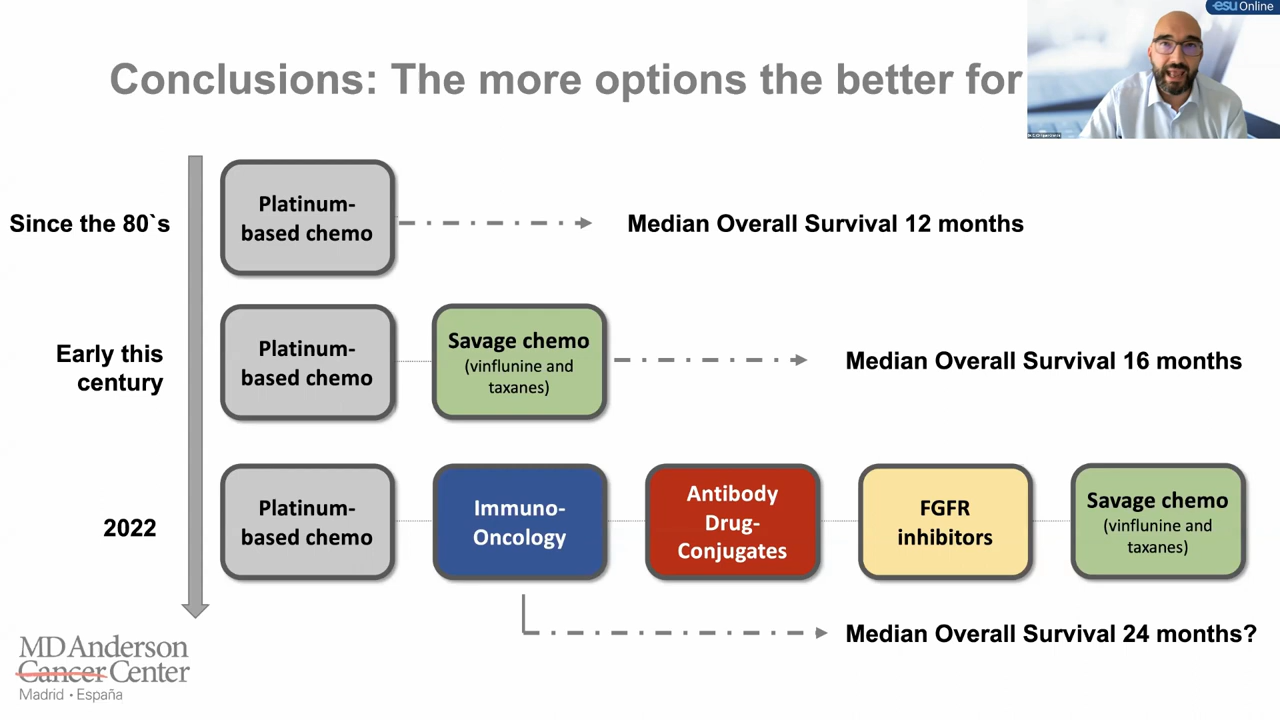 esu Online
Conclusions: The more options the better for
Since the 80`s
Platinum-
based chemo
Median Overall Survival 12 months
Early this
century
Platinum-
based chemo
Savage chemo
(vinflunine and
taxanes)
Median Overall Survival 16 months
2022
Platinum-
based chemo
Immuno-
Oncology
Antibody
Drug-
Conjugates
FGFR
inhibitors
Savage chemo
(vinflunine and
taxanes)
Median Overall Survival 24 months?
MD Anderson
Cancer Center
Madrid • España